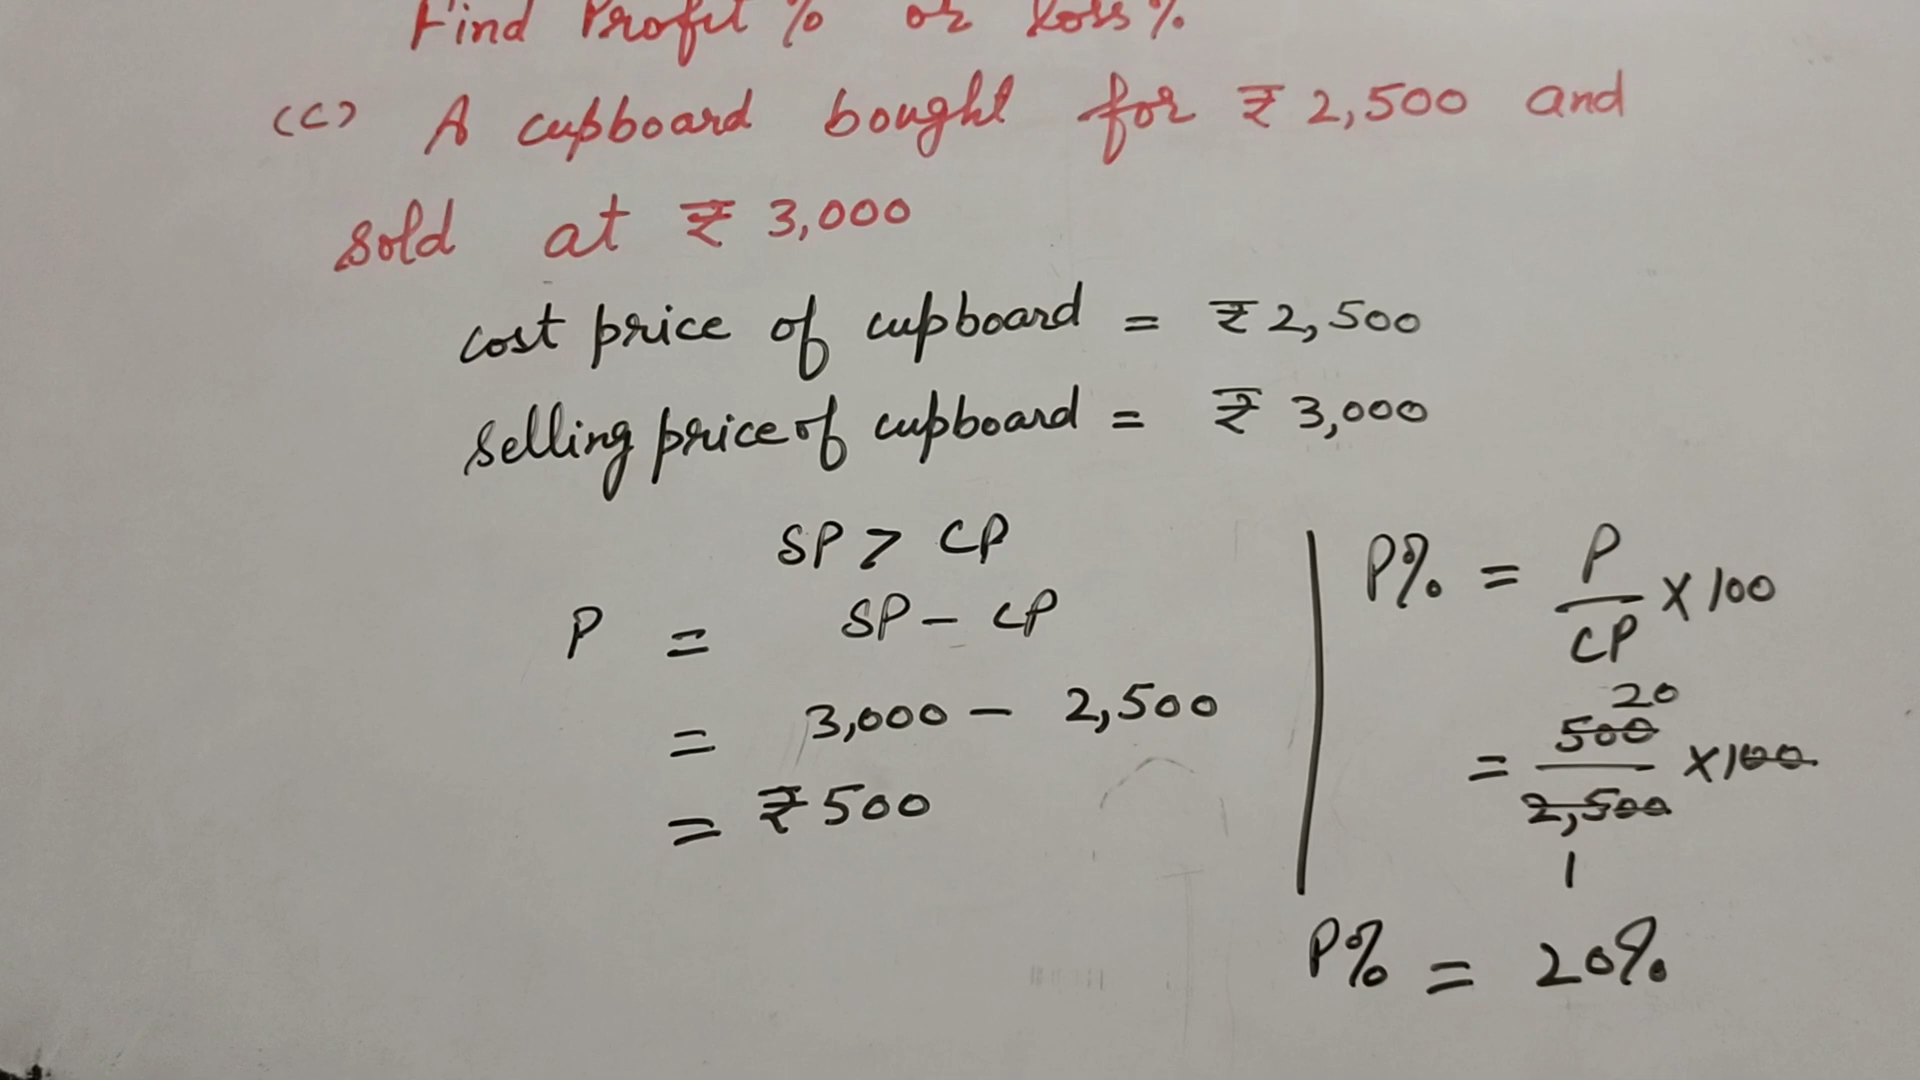 Find Profit % or Loss %
(C) A cupboard bought for ₹ 2,500 and
sold at ₹ 3,000
cost price of cupboard = ₹ 2,500
selling price of cupboard = ₹ 3,000
SP > CP
P = SP - CP
= 3,000 - 2,500
= ₹ 500
P% = P/CP × 100
20
= 500/2,500 × 100
1
P% = 20%